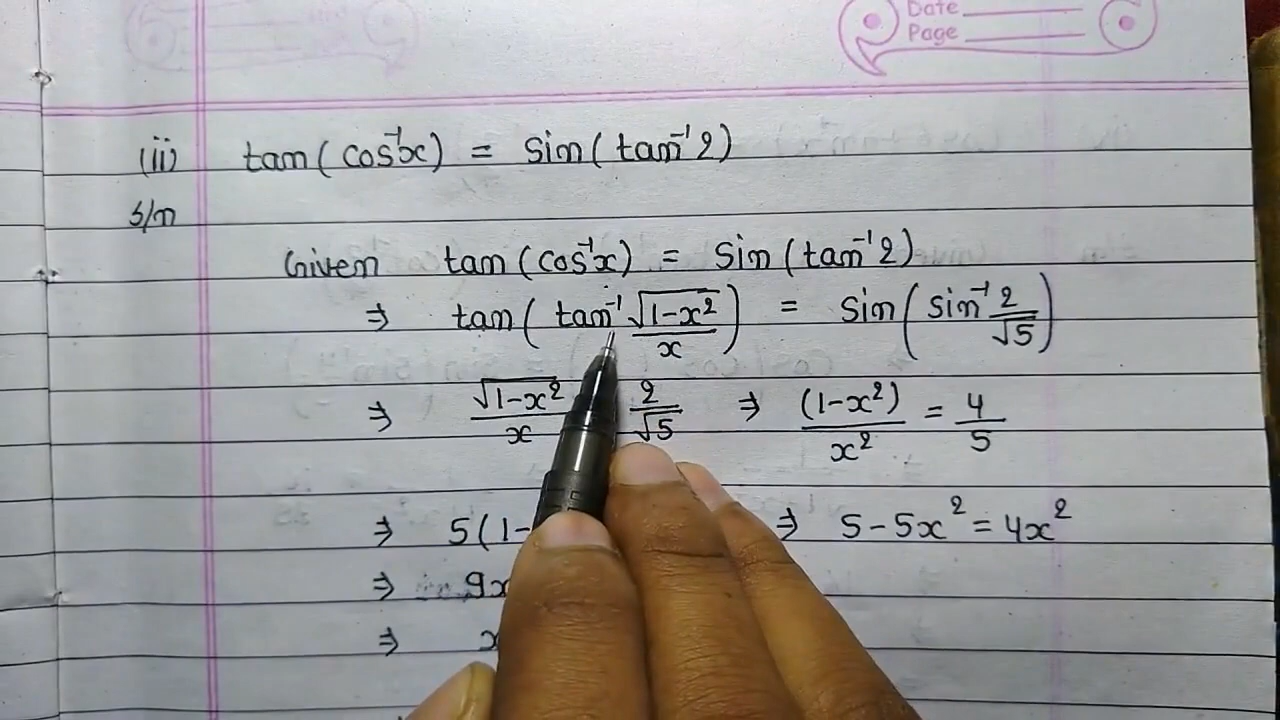 Date
Page
(ii) tan(cos⁻¹x) = sin(tan⁻¹2)
S/n
Given tan(cos⁻¹x) = sin(tan⁻¹2)
⇒ tan(tan⁻¹ √(1-x²)/x) = sin(sin⁻¹ 2/√5)
⇒ √(1-x²)/x 2/√5 ⇒ (1-x²)/x² = 4/5
⇒ 5(1- ⇒ 5-5x² = 4x²
⇒ 9x
⇒ x